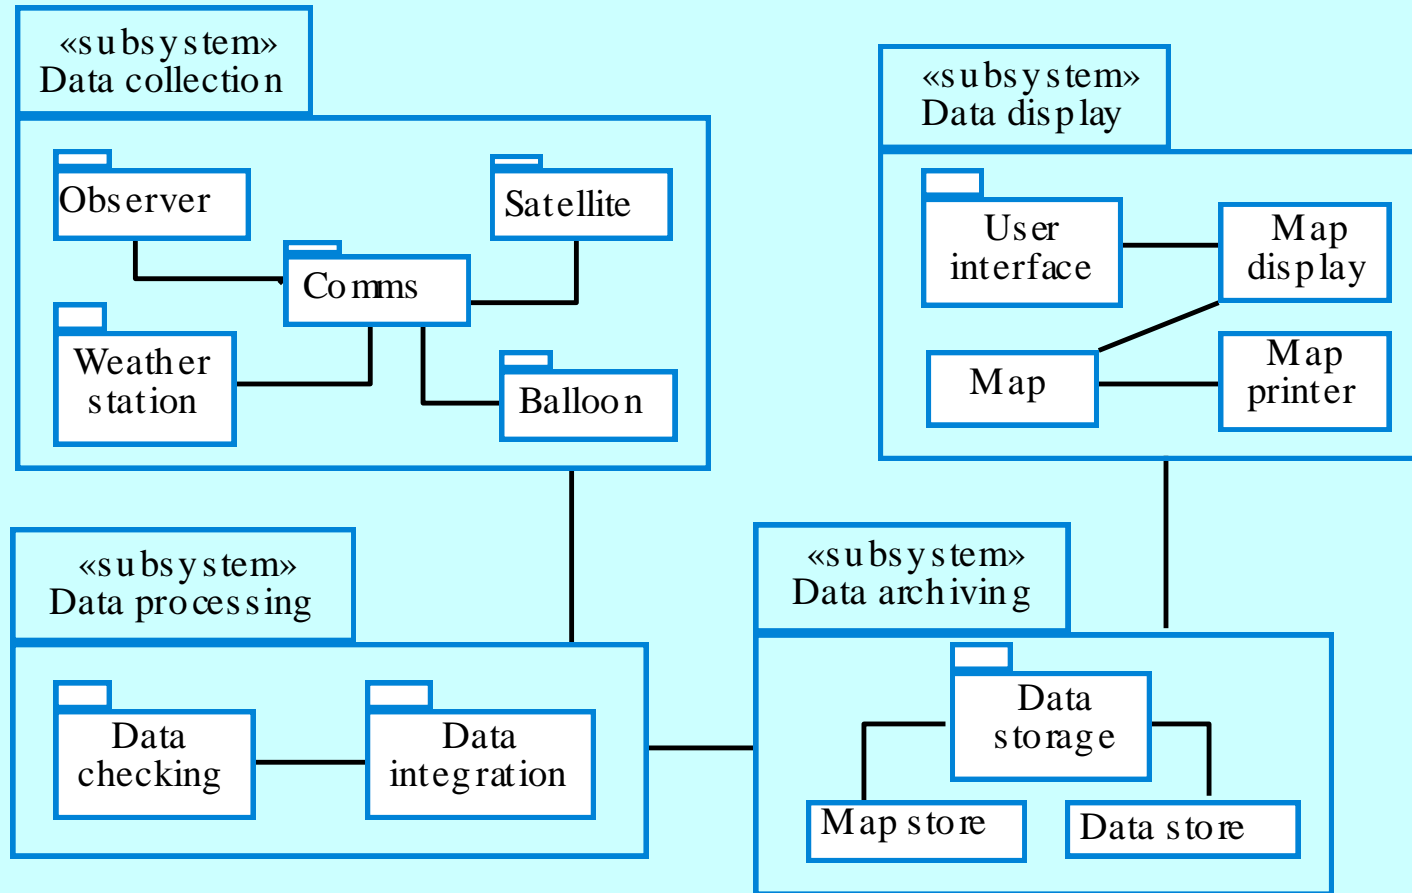 «subsystem»
Data collection
Observer
Satellite
Comms
Weather
station
Balloon
«subsystem»
Data display
User
interface
Map
display
Map
Map
printer
«subsystem»
Data processing
Data
checking
Data
integration
«subsystem»
Data archiving
Data
storage
Map store
Data store